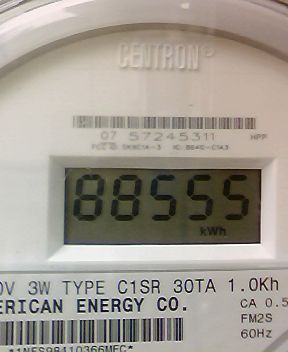 CENTRON®
07 57245311 HPP
88555
kWh
0V 3W TYPE C1SR 30TA 1.0Kh
ERICAN ENERGY CO.
CA 0.5
FM2S
60Hz